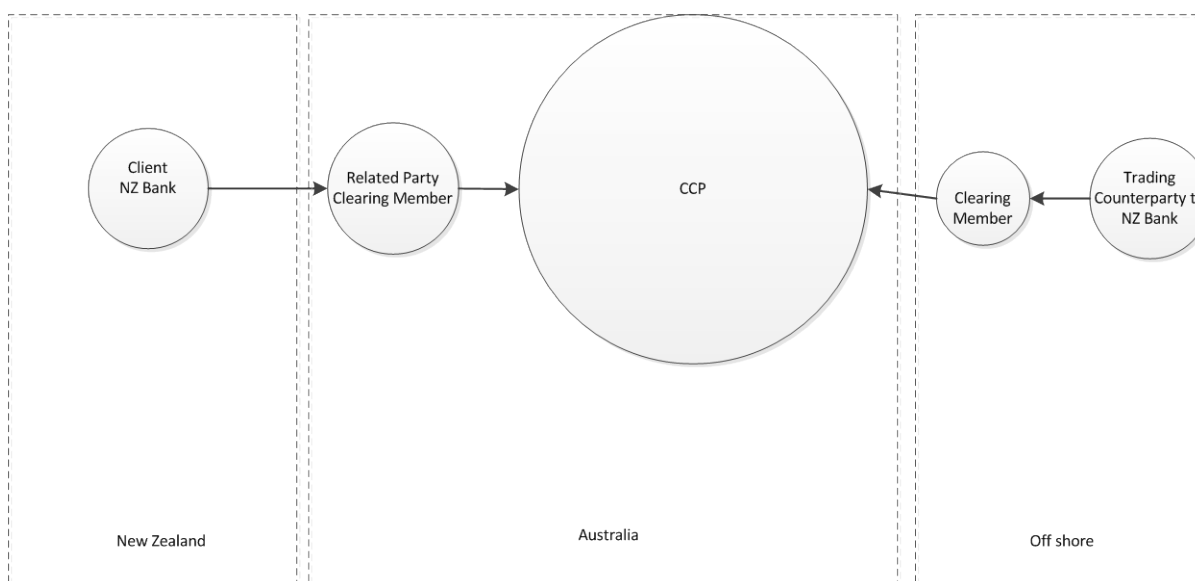 Client
NZ Bank
Related Party
Clearing Member
CCP
Clearing
Member
Trading
Counterparty t
NZ Bank
New Zealand
Australia
Off shore